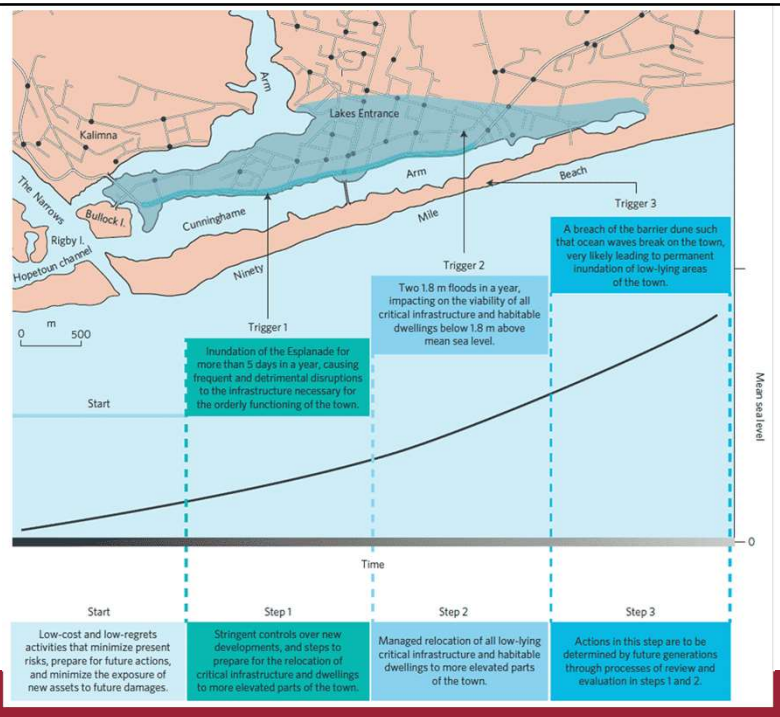 Arm
Lakes Entrance
Kalimna
The Narrows
Bullock I.
Rigby I.
Hopetoun channel
Cunninghame
Arm
Beach
Mile
Ninety
m
0 500
Trigger 3
A breach of the barrier dune such
that ocean waves break on the town,
very likely leading to permanent
inundation of low-lying areas
of the town.
Trigger 2
Two 1.8 m floods in a year,
impacting on the viability of all
critical infrastructure and habitable
dwellings below 1.8 m above
mean sea level.
Trigger 1
Inundation of the Esplanade for
more than 5 days in a year, causing
frequent and detrimental disruptions
to the infrastructure necessary for
the orderly functioning of the town.
Start
Mean sea level
0
Time
Start
Low-cost and low-regrets
activities that minimize present
risks, prepare for future actions,
and minimize the exposure of
new assets to future damages.
Step 1
Stringent controls over new
developments, and steps to
prepare for the relocation of
critical infrastructure and dwellings
to more elevated parts of the town.
Step 2
Managed relocation of all low-lying
critical infrastructure and habitable
dwellings to more elevated parts
of the town.
Step 3
Actions in this step are to be
determined by future generations
through processes of review and
evaluation in steps 1 and 2.